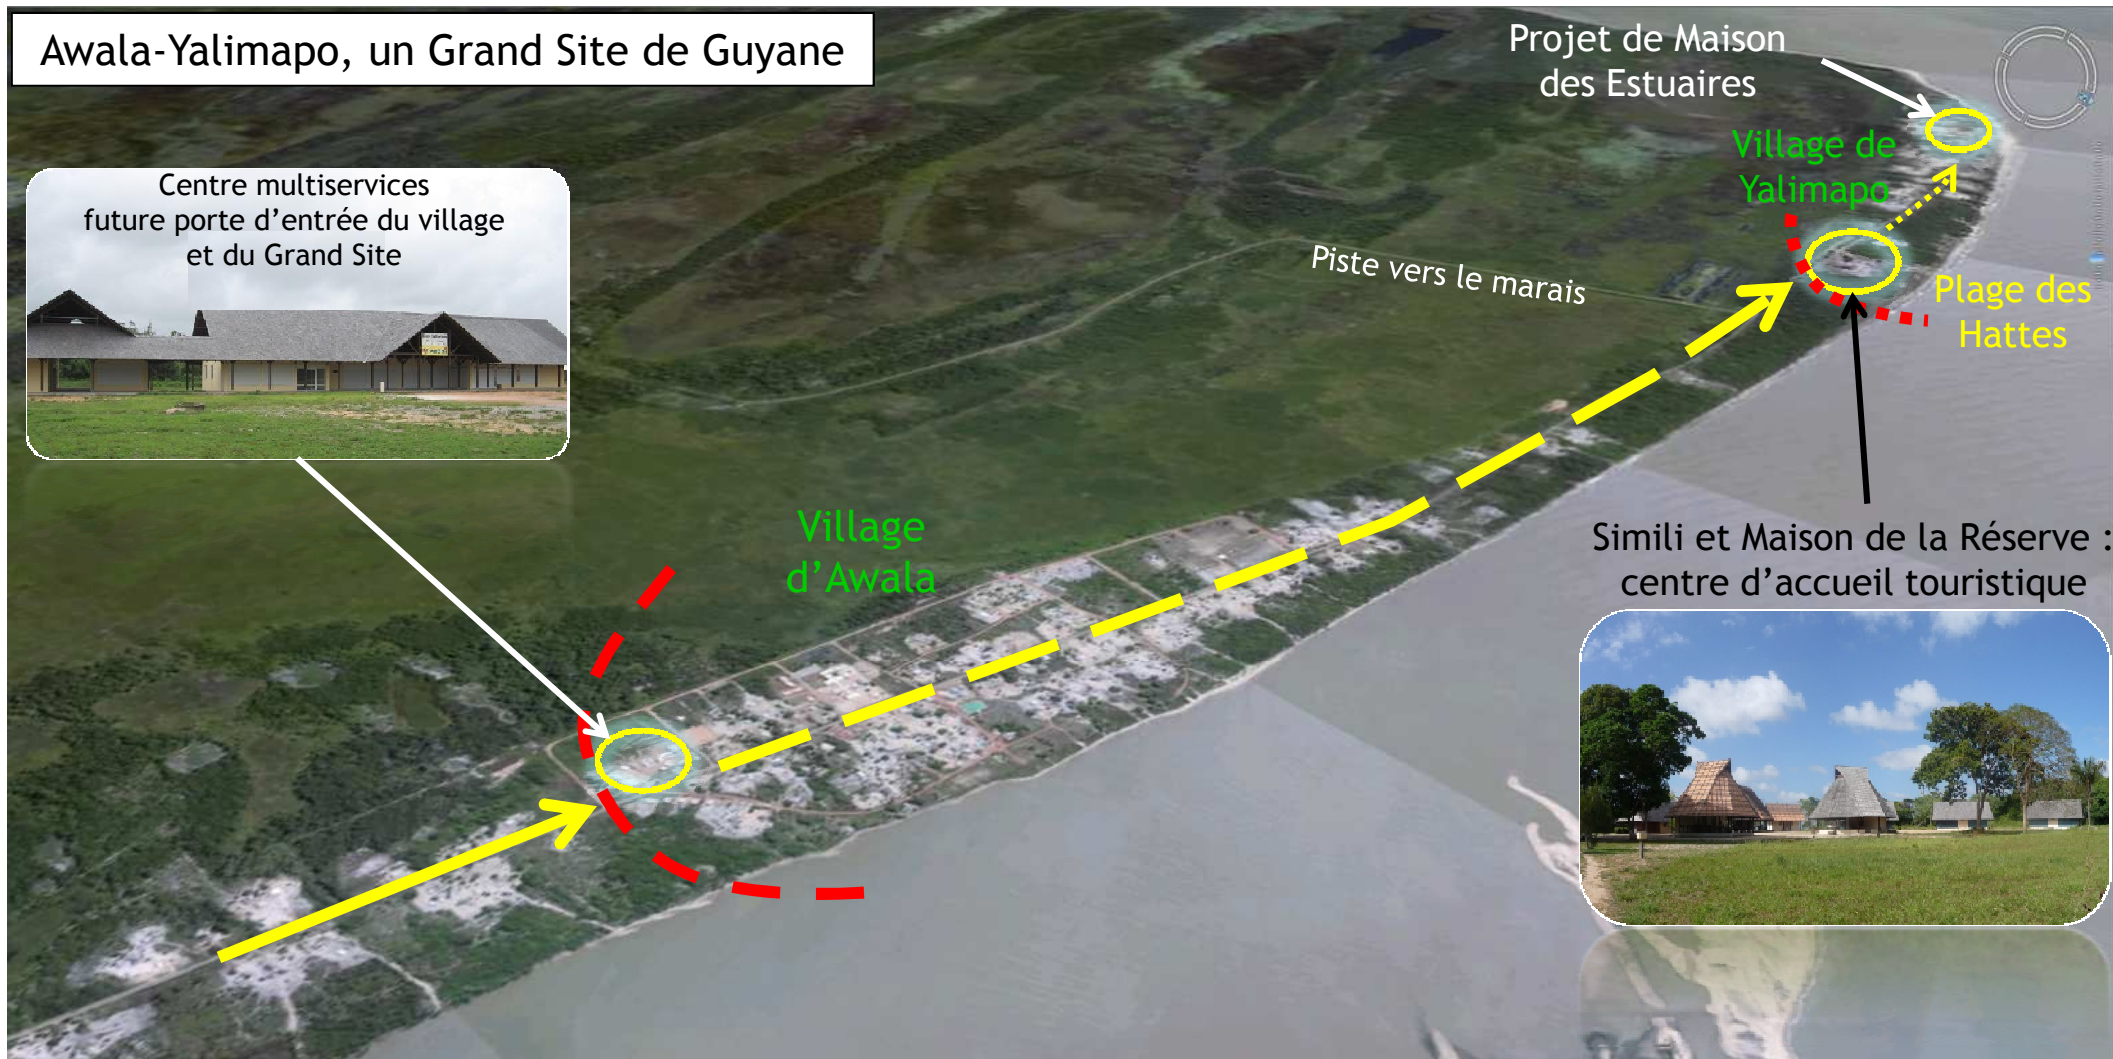 Awala-Yalimapo, un Grand Site de Guyane
Projet de Maison
des Estuaires
Village de
Yalimapo
Centre multiservices
future porte d’entrée du village
et du Grand Site
Piste vers le marais
Plage des
Hattes
Village
d’Awala
Simili et Maison de la Réserve :
centre d’accueil touristique